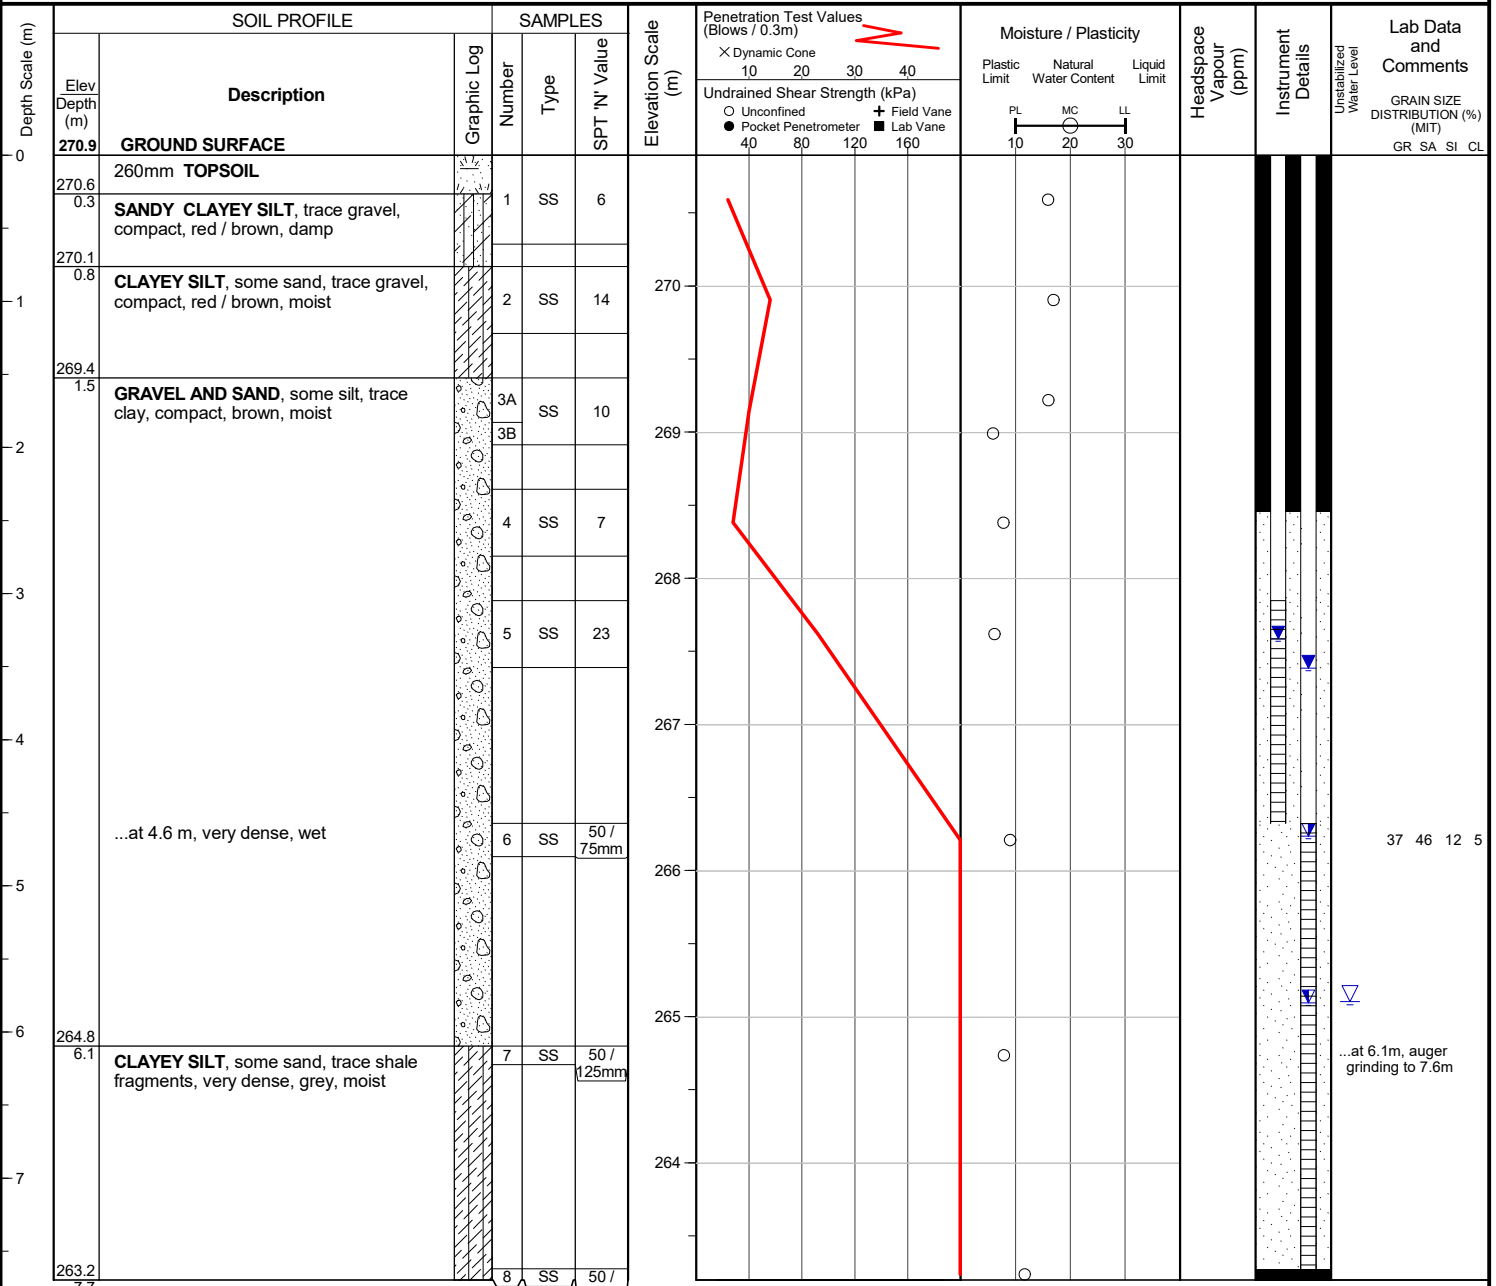 SOIL PROFILE
SAMPLES
Depth Scale (m)
Elev
Depth
(m)
Description
Graphic Log
Number
Type
SPT 'N' Value
Elevation Scale
(m)
Penetration Test Values
(Blows / 0.3m)
× Dynamic Cone
10 20 30 40
Undrained Shear Strength (kPa)
Unconfined
Field Vane
Pocket Penetrometer
Lab Vane
40 80 120 160
Moisture / Plasticity
Plastic
Limit
Natural
Water Content
Liquid
Limit
PL MC LL
10 20 30
Headspace
Vapour
(ppm)
Instrument
Details
Unstabilized
Water Level
Lab Data
and
Comments
GRAIN SIZE
DISTRIBUTION (%)
(MIT)
GR SA SI CL
270.9 GROUND SURFACE
0
260mm TOPSOIL
270.6
0.3
SANDY CLAYEY SILT, trace gravel,
compact, red / brown, damp
1 SS 6
270.1
0.8
CLAYEY SILT, some sand, trace gravel,
compact, red / brown, moist
2 SS 14
270
1
269.4
1.5
GRAVEL AND SAND, some silt, trace
clay, compact, brown, moist
3A
SS 10
3B
269
2
4 SS 7
268
3
5 SS 23
267
4
...at 4.6 m, very dense, wet
6 SS 50 /
75mm
37 46 12 5
266
5
265
6
264.8
6.1
CLAYEY SILT, some sand, trace shale
fragments, very dense, grey, moist
7 SS 50 /
125mm
...at 6.1m, auger
grinding to 7.6m
264
7
263.2
7.7
8 SS 50 /